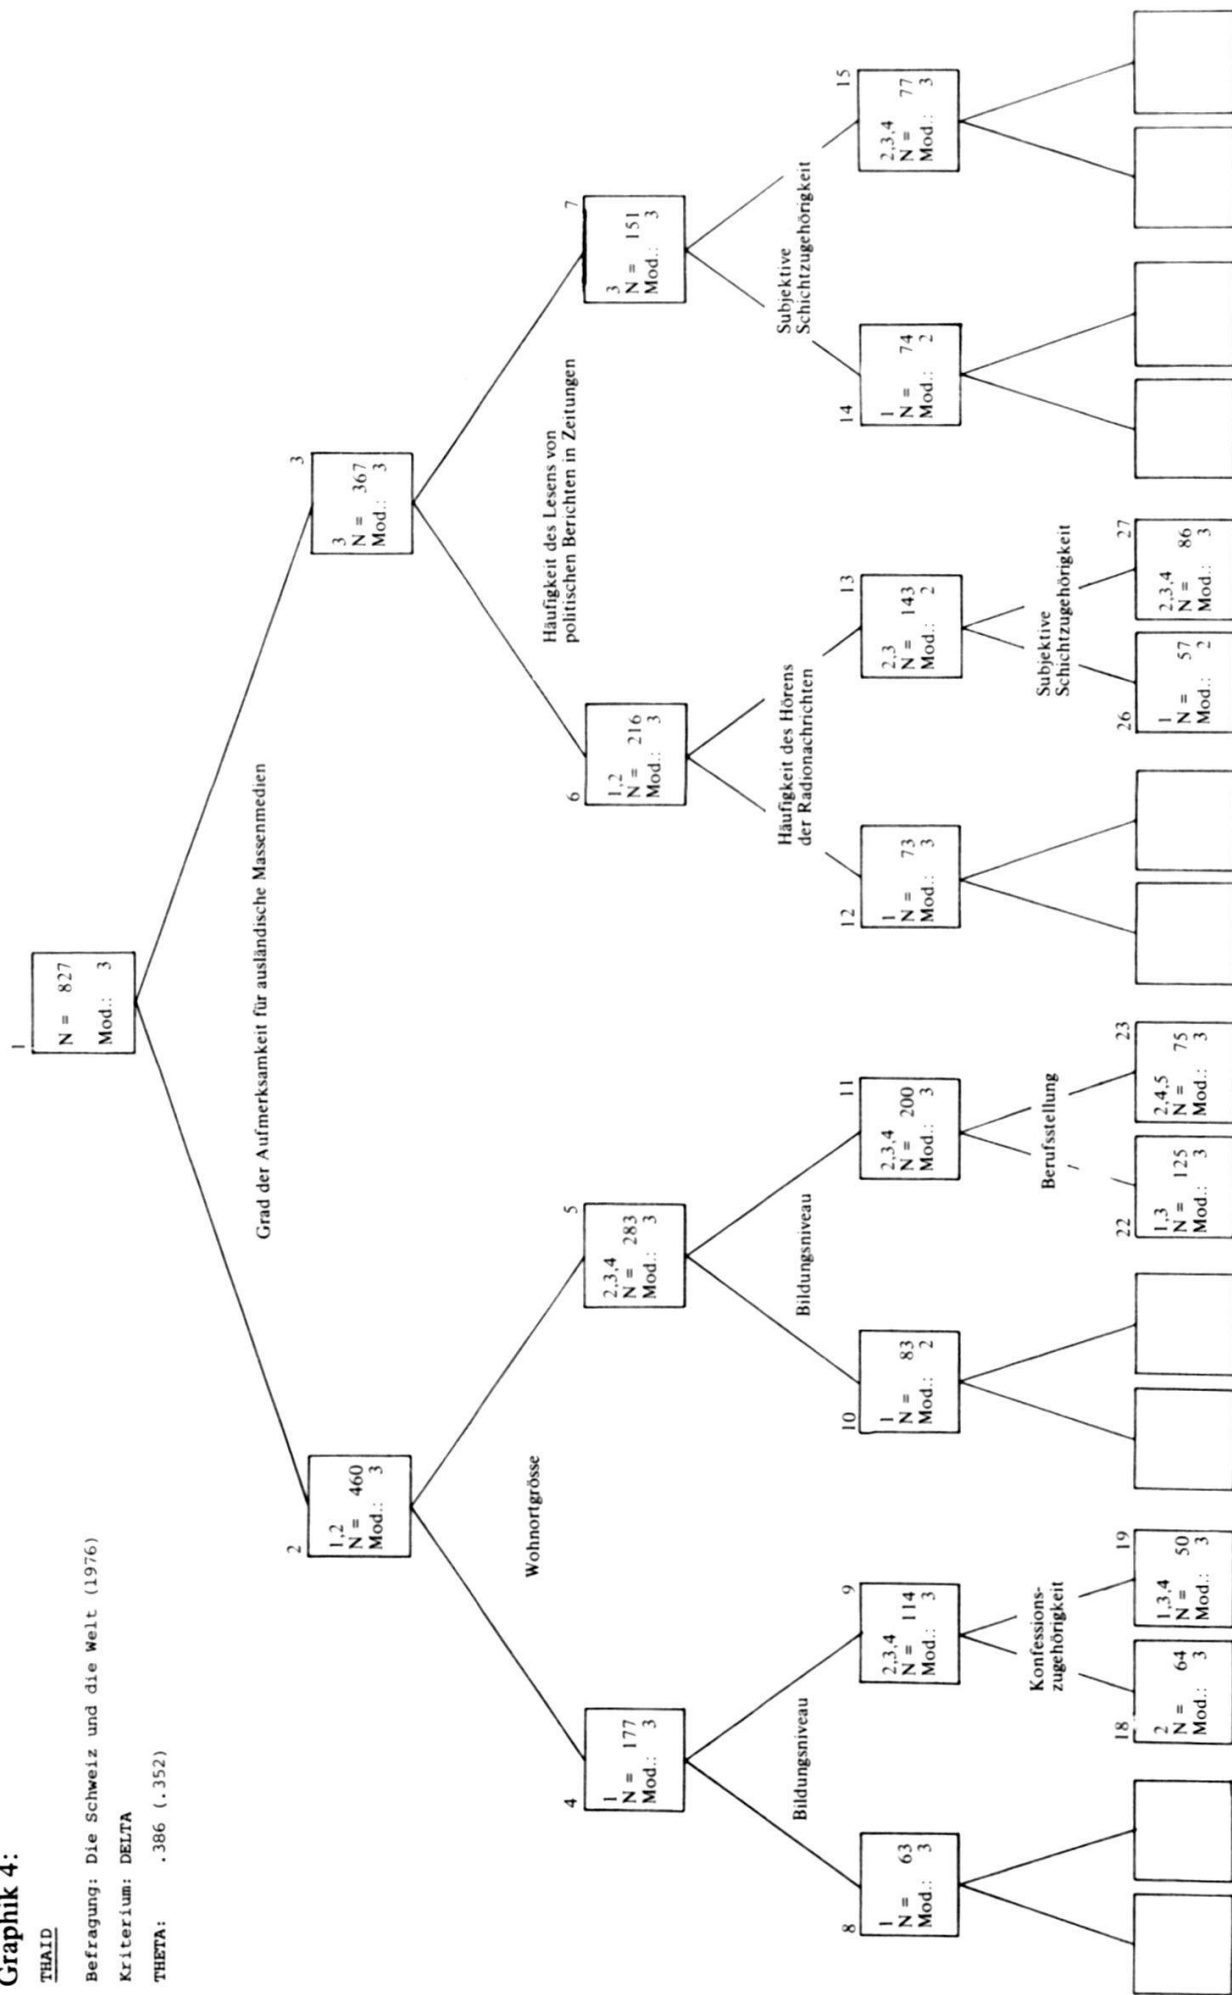 Graphik 4:
THAID
Befragung: Die Schweiz und die Welt (1976)
Kriterium: DELTA
THETA: .386 (.352)
1
N = 827
Mod.: 3
Grad der Aufmerksamkeit für ausländische Massenmedien
2
1,2
N = 460
Mod.: 3
3
3
N = 367
Mod.: 3
Wohnortgrösse
Häufigkeit des Lesens von
politischen Berichten in Zeitungen
4
1
N = 177
Mod.: 3
5
2,3,4
N = 283
Mod.: 3
6
1,2
N = 216
Mod.: 3
7
3
N = 151
Mod.: 3
Bildungsniveau
Bildungsniveau
Häufigkeit des Hörens
der Radionachrichten
Subjektive
Schichtzugehörigkeit
8
1
N = 63
Mod.: 3
9
2,3,4
N = 114
Mod.: 3
10
1
N = 83
Mod.: 2
11
2,3,4
N = 200
Mod.: 3
12
1
N = 73
Mod.: 3
13
2,3
N = 143
Mod.: 2
14
1
N = 74
Mod.: 2
15
2,3,4
N = 77
Mod.: 3
Konfessions-
zugehörigkeit
Berufsstellung
Subjektive
Schichtzugehörigkeit
18
2
N = 64
Mod.: 3
19
1,3,4
N = 50
Mod.: 3
22
1,3
N = 125
Mod.: 3
23
2,4,5
N = 75
Mod.: 3
26
1
N = 57
Mod.: 2
27
2,3,4
N = 86
Mod.: 3